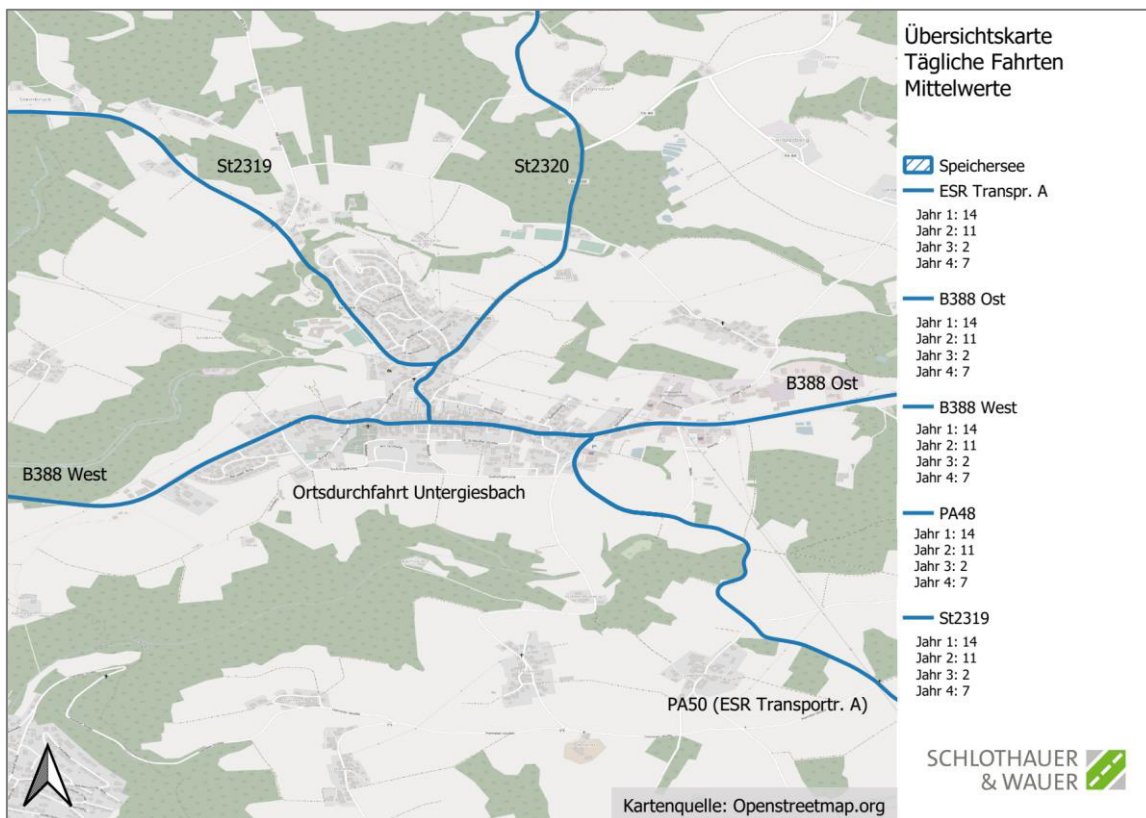 Übersichtskarte
Tägliche Fahrten
Mittelwerte
Speichersee
ESR Transpr. A
Jahr 1: 14
Jahr 2: 11
Jahr 3: 2
Jahr 4: 7
B388 Ost
Jahr 1: 14
Jahr 2: 11
Jahr 3: 2
Jahr 4: 7
B388 West
Jahr 1: 14
Jahr 2: 11
Jahr 3: 2
Jahr 4: 7
PA48
Jahr 1: 14
Jahr 2: 11
Jahr 3: 2
Jahr 4: 7
St2319
Jahr 1: 14
Jahr 2: 11
Jahr 3: 2
Jahr 4: 7
St2319
St2320
B388 Ost
B388 West
Ortsdurchfahrt Untergiesbach
PA50 (ESR Transportr. A)
Kartenquelle: Openstreetmap.org
SCHLOTHAUER
& WAUER